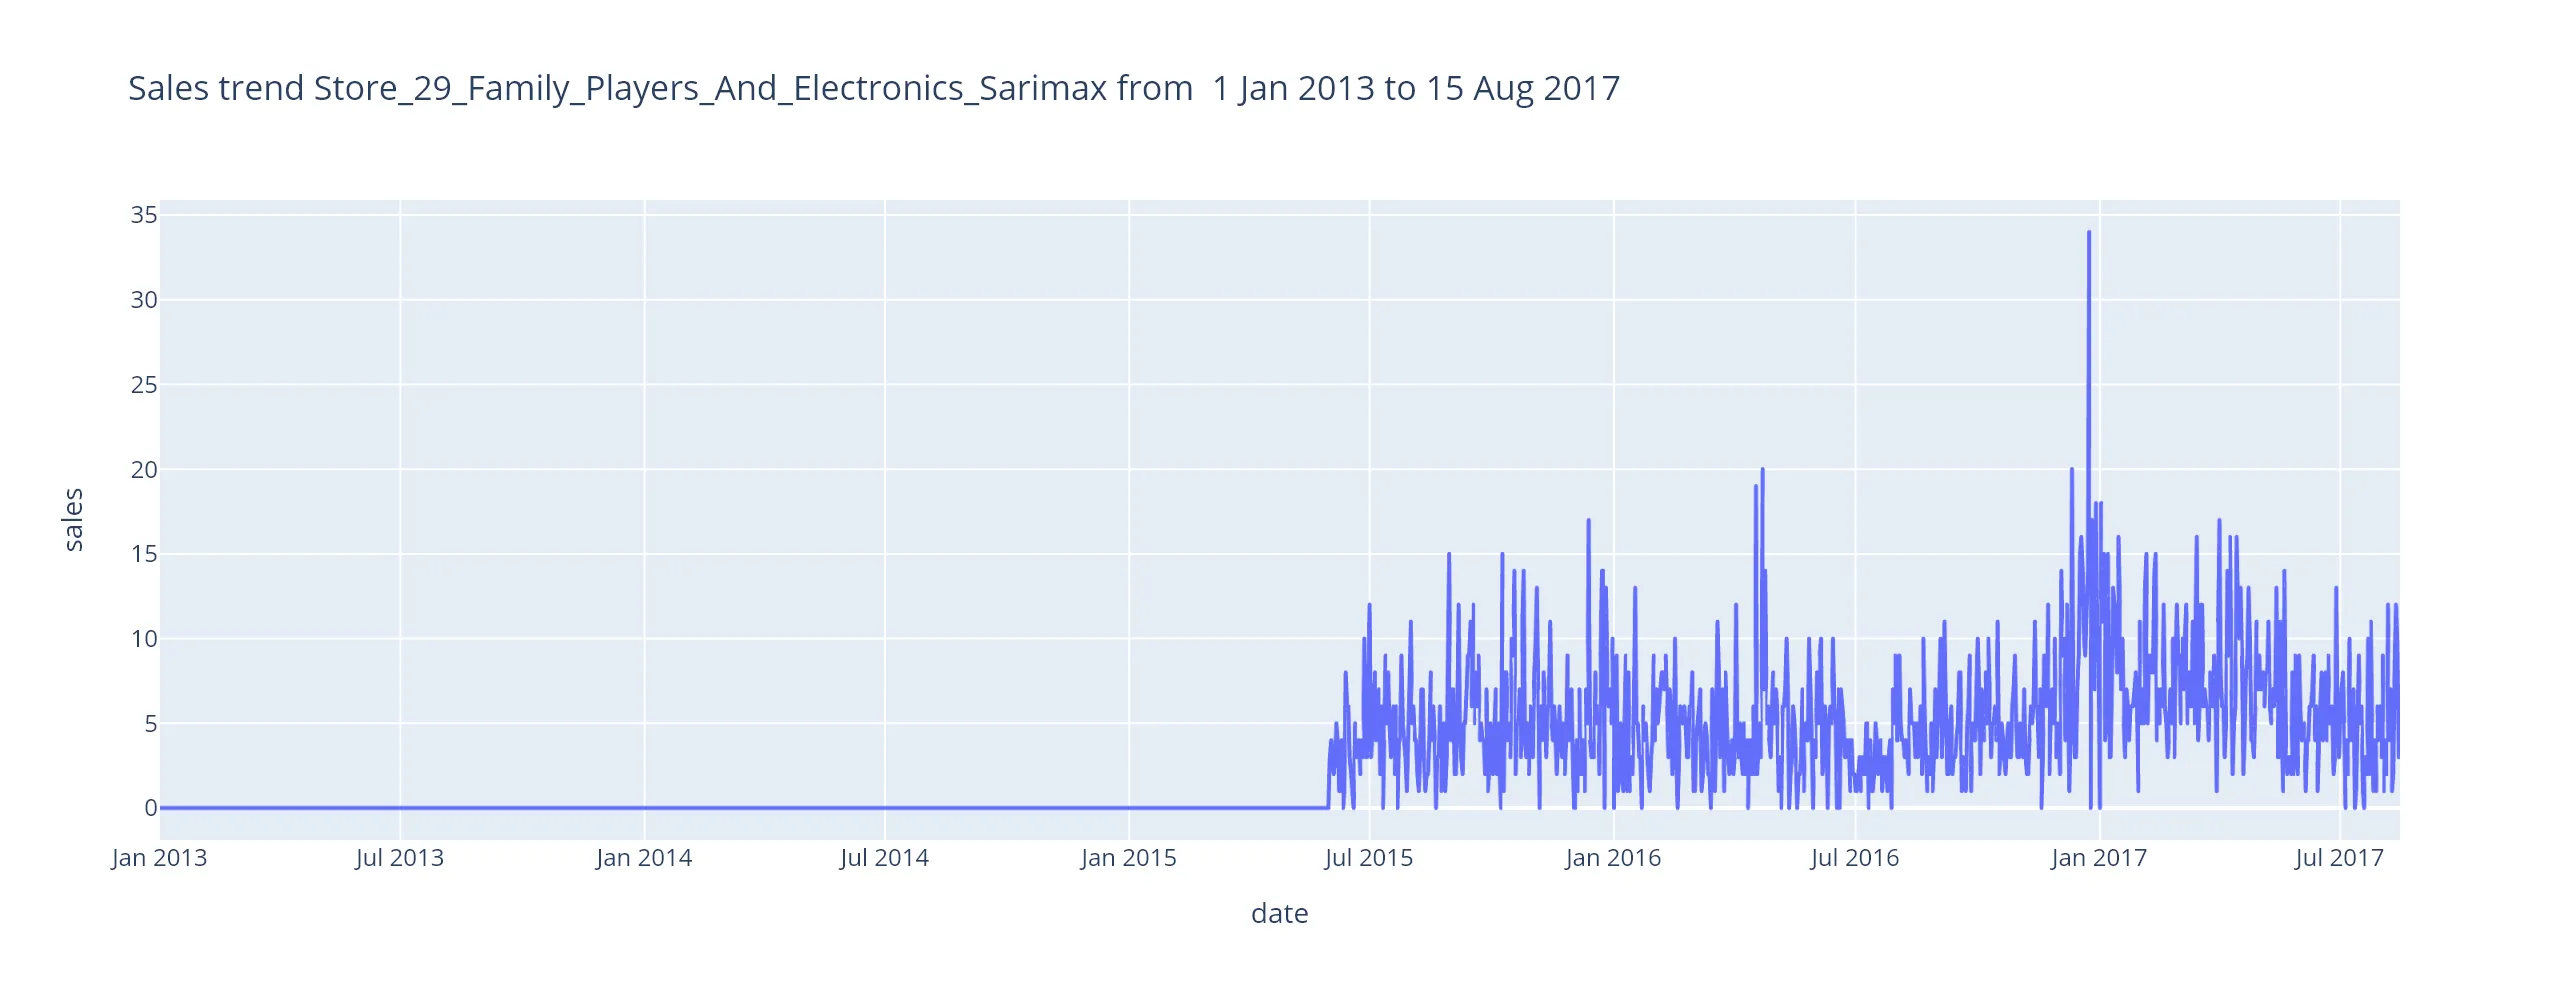 Sales trend Store_29_Family_Players_And_Electronics_Sarimax from  1 Jan 2013 to 15 Aug 2017
35
30
25
20
15
10
5
0
sales
Jan 2013 Jul 2013 Jan 2014 Jul 2014 Jan 2015 Jul 2015 Jan 2016 Jul 2016 Jan 2017 Jul 2017
date